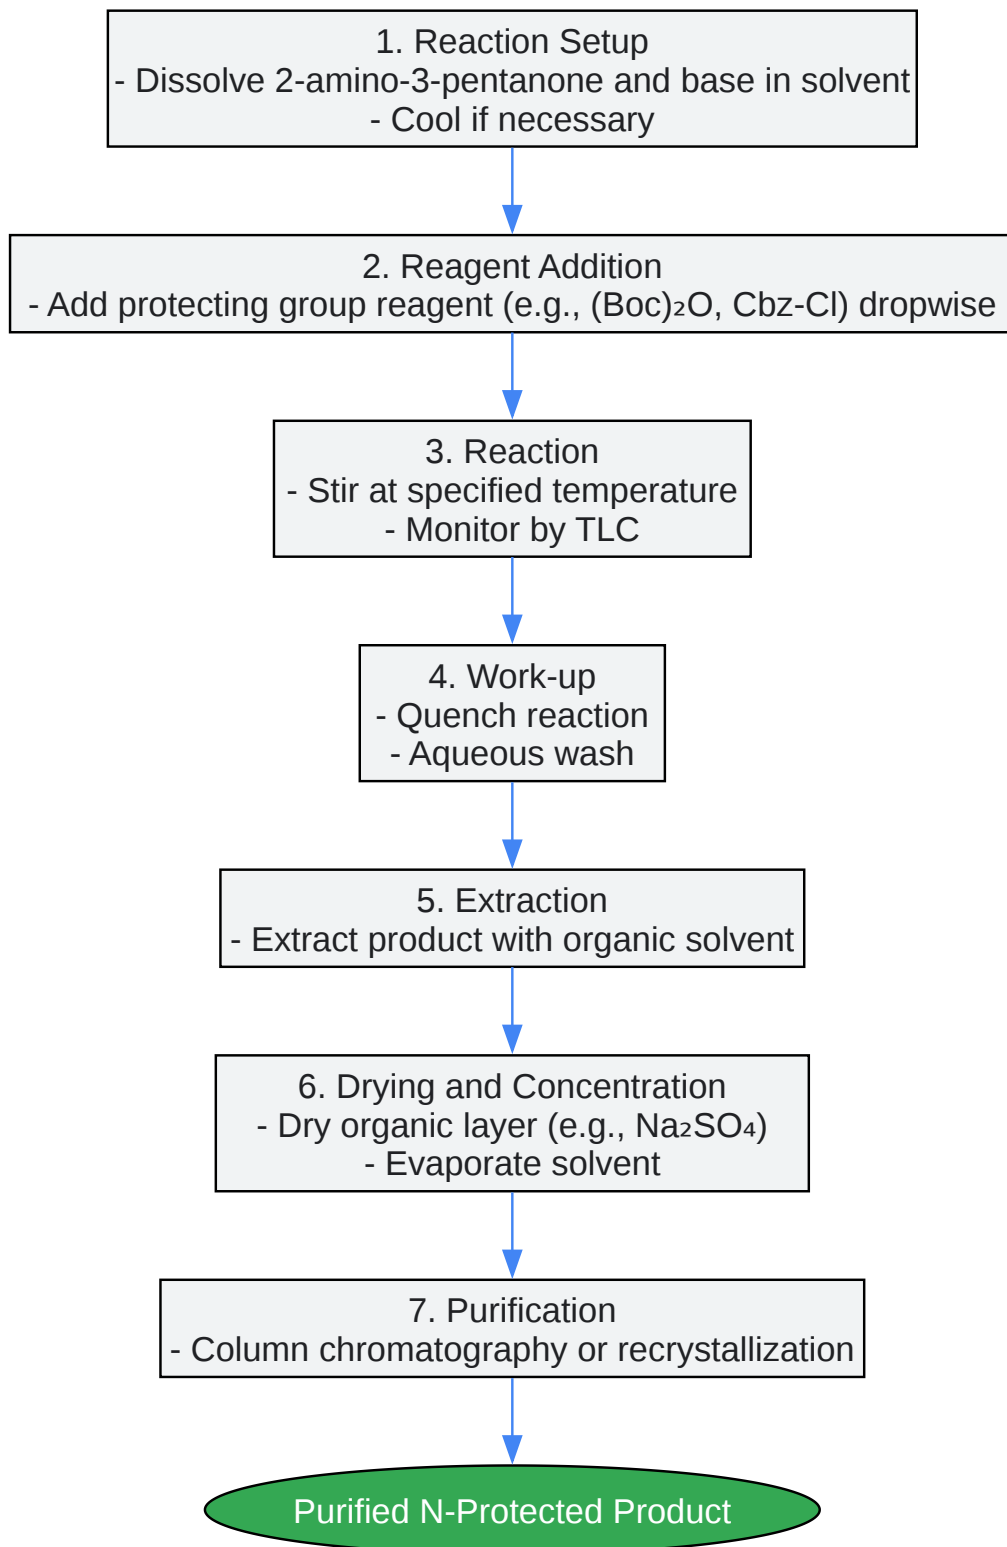 1. Reaction Setup
- Dissolve 2-amino-3-pentanone and base in solvent
- Cool if necessary
2. Reagent Addition
- Add protecting group reagent (e.g., (Boc)₂O, Cbz-Cl) dropwise
3. Reaction
- Stir at specified temperature
- Monitor by TLC
4. Work-up
- Quench reaction
- Aqueous wash
5. Extraction
- Extract product with organic solvent
6. Drying and Concentration
- Dry organic layer (e.g., Na₂SO₄)
- Evaporate solvent
7. Purification
- Column chromatography or recrystallization
Purified N-Protected Product